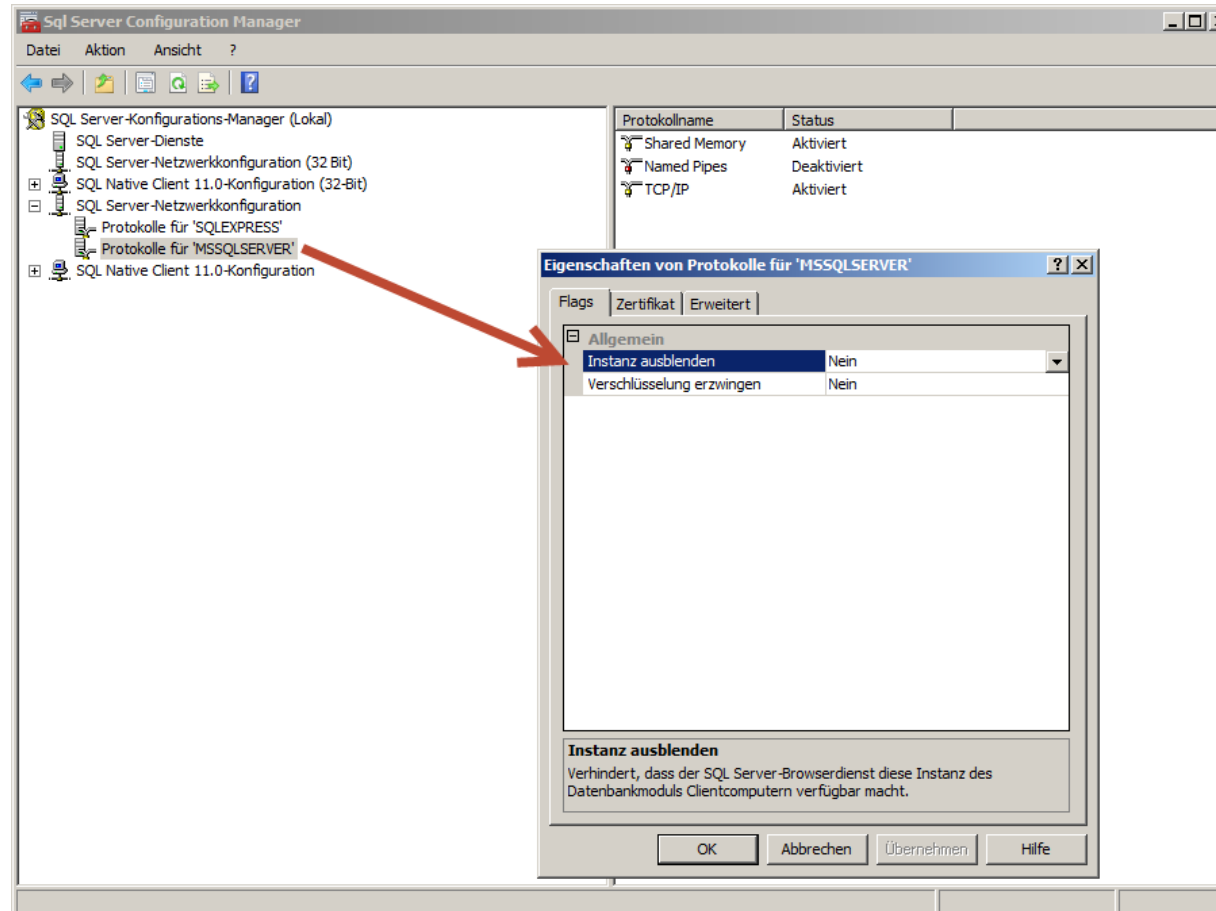 Sql Server Configuration Manager
Datei Aktion Ansicht ?
SQL Server-Konfigurations-Manager (Lokal)
SQL Server-Dienste
SQL Server-Netzwerkkonfiguration (32 Bit)
SQL Native Client 11.0-Konfiguration (32-Bit)
SQL Server-Netzwerkkonfiguration
Protokolle für 'SQLEXPRESS'
Protokolle für 'MSSQLSERVER'
SQL Native Client 11.0-Konfiguration
Protokollname Status
Shared Memory Aktiviert
Named Pipes Deaktiviert
TCP/IP Aktiviert
Eigenschaften von Protokolle für 'MSSQLSERVER'
Flags Zertifikat Erweitert
Allgemein
Instanz ausblenden Nein
Verschlüsselung erzwingen Nein
Instanz ausblenden
Verhindert, dass der SQL Server-Browserdienst diese Instanz des
Datenbankmoduls Clientcomputern verfügbar macht.
OK Abbrechen Übernehmen Hilfe